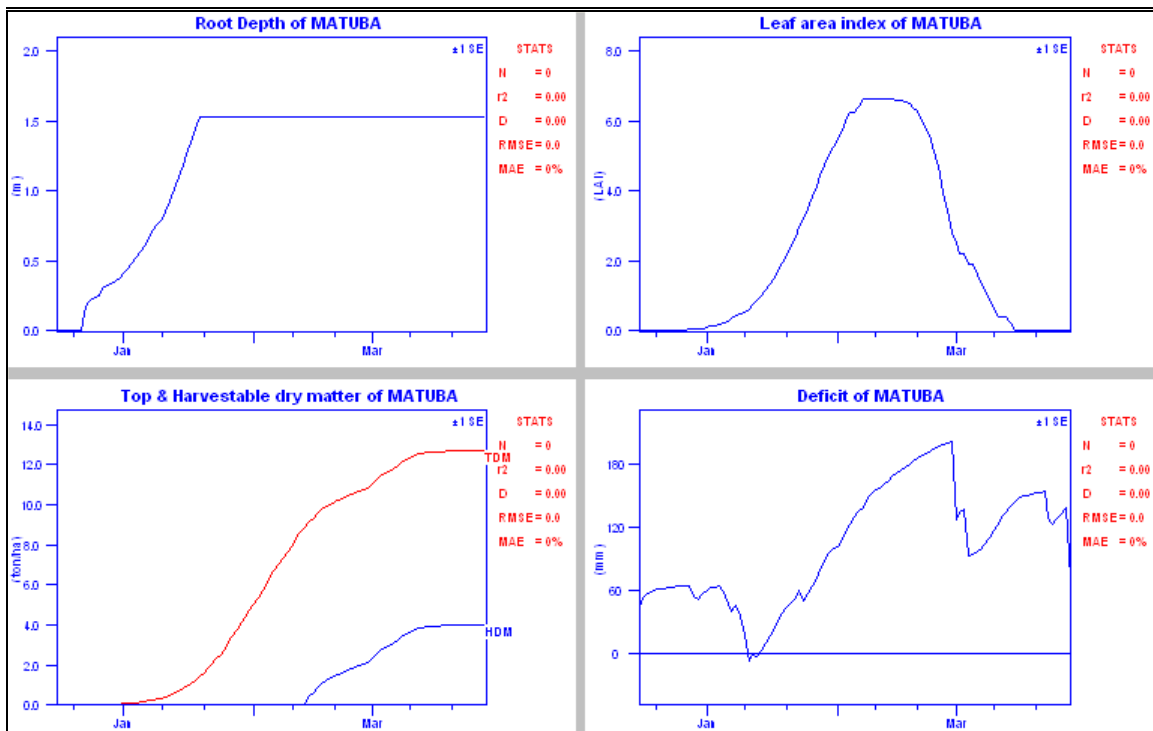 Root Depth of MATUBA
±1 SE STATS
2.0
N = 0
r2 = 0.00
1.5
D = 0.00
RMSE = 0.0
MAE = 0%
(m)
1.0
0.5
0.0
Jan Mar
Leaf area index of MATUBA
±1 SE STATS
8.0
N = 0
r2 = 0.00
6.0
D = 0.00
RMSE = 0.0
MAE = 0%
(LAI)
4.0
2.0
0.0
Jan Mar
Top & Harvestable dry matter of MATUBA
±1 SE STATS
14.0
N = 0
12.0
TDM
r2 = 0.00
10.0
D = 0.00
RMSE = 0.0
8.0
MAE = 0%
(ton/ha)
6.0
4.0
HDM
2.0
0.0
Jan Mar
Deficit of MATUBA
±1 SE STATS
N = 0
180
r2 = 0.00
D = 0.00
120
RMSE = 0.0
MAE = 0%
(mm)
60
0
Jan Mar